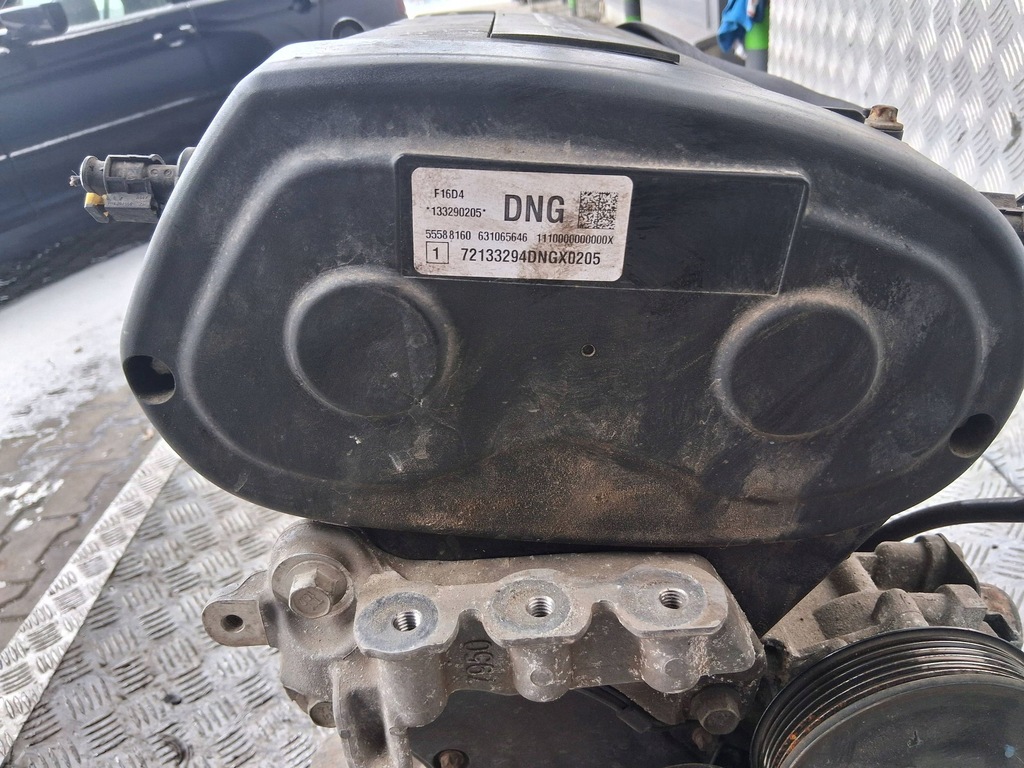 F16D4
*133290205* DNG
55588160 631065646 1110000000000X
1 72133294DNGX0205